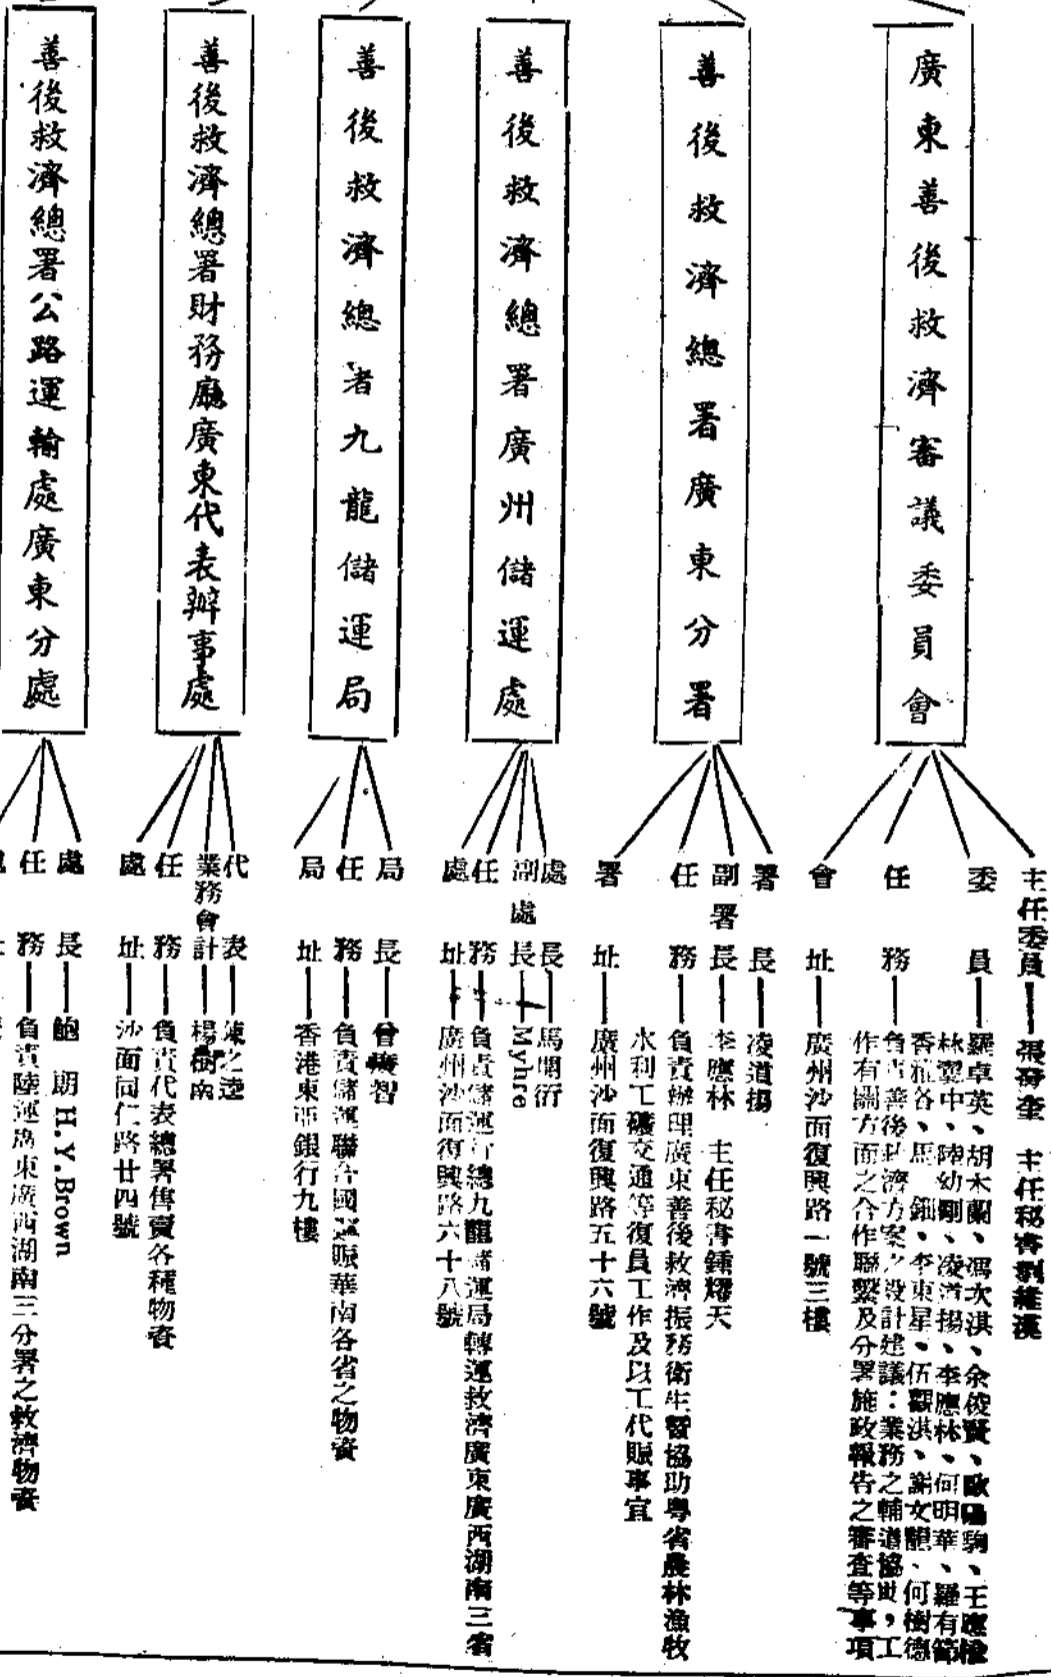 廣東善後救濟審議委員會
主任委員 張發奎 主任秘書劉維漢
委員 羅卓英、胡木蘭、馮次淇、余俊賢、歐陽駒、王應榆
林翼中、陸幼剛、凌道揚、李應林、何明華、羅有節
香雅各、馬 鎦、李東星、伍觀淇、謝文龍、何樹德
任務 負責善後救濟方案之設計建議：業務之輔導協助，工
作有關方面之合作聯繫及分署施政報告之審查等事項
會址 廣州沙面復興路一號三樓
善後救濟總署廣東分署
署長 凌道揚
副署長 李應林 主任秘書鍾耀天
任務 負責辦理廣東善後救濟振務衛生暨協助粵省農林漁牧
水利工礦交通等復員工作及以工代賑事宜
署址 廣州沙面復興路五十六號
善後救濟總署廣州儲運處
處長 馬開衍
副處長 Myhre
任務 負責儲運行總九龍儲運局轉運救濟廣東廣西湖南三省
處址 廣州沙面復興路六十八號
善後救濟總者九龍儲運局
局長 曾 智
任務 負責儲運聯合國 賑華南各省之物資
局址 香港東亞銀行九樓
善後救濟總署財務廳廣東代表辦事處
代表 陳之逵
業務會計 楊樹南
任務 負責代表總署售賣各種物資
處址 沙面同仁路廿四號
善後救濟總署公路運輸處廣東分處
處長 鮑 朗 H.Y.Brown
任務 負責陸運廣東廣西湖南三分署之救濟物資